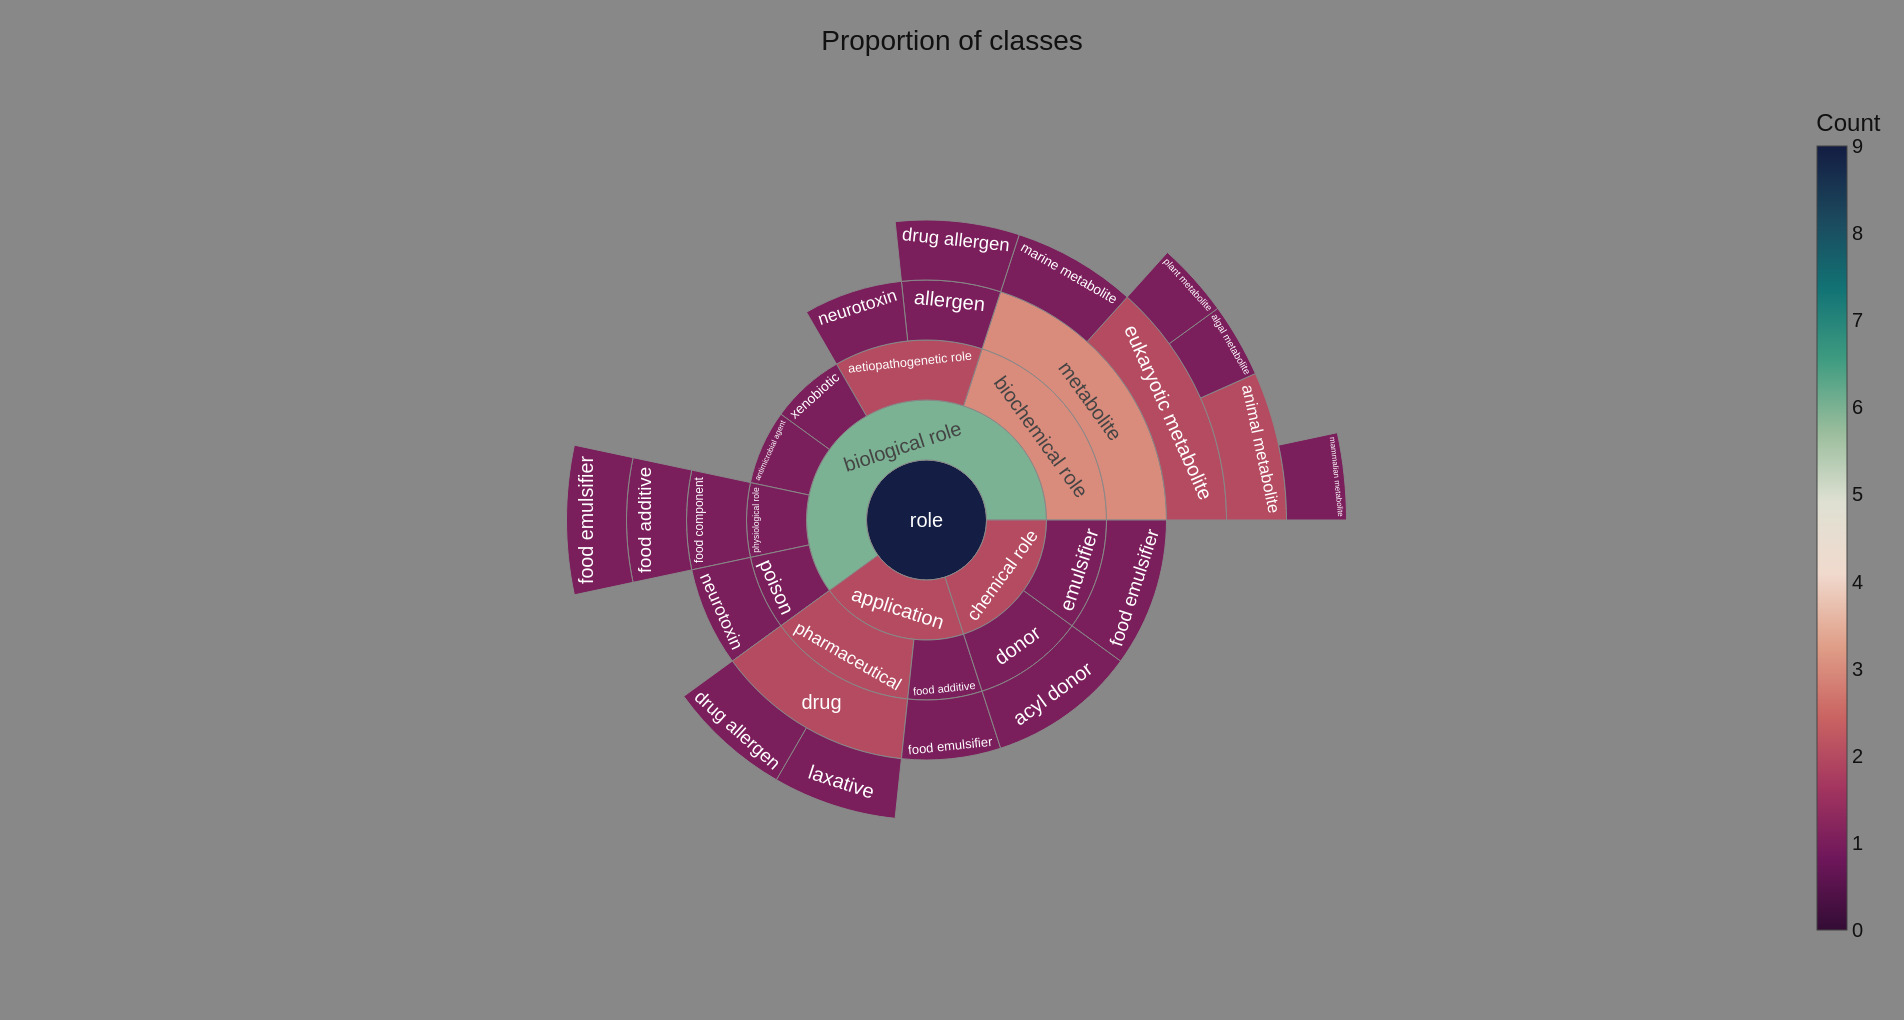 Proportion of classes
Count
9
8
7
6
5
4
3
2
1
0
role
biological role
biochemical role
metabolite
eukaryotic metabolite
animal metabolite
mammalian metabolite
algal metabolite
plant metabolite
marine metabolite
aetiopathogenetic role
allergen
drug allergen
neurotoxin
xenobiotic
antimicrobial agent
physiological role
food component
food additive
food emulsifier
poison
neurotoxin
application
pharmaceutical
drug
drug allergen
laxative
food additive
food emulsifier
chemical role
donor
acyl donor
emulsifier
food emulsifier